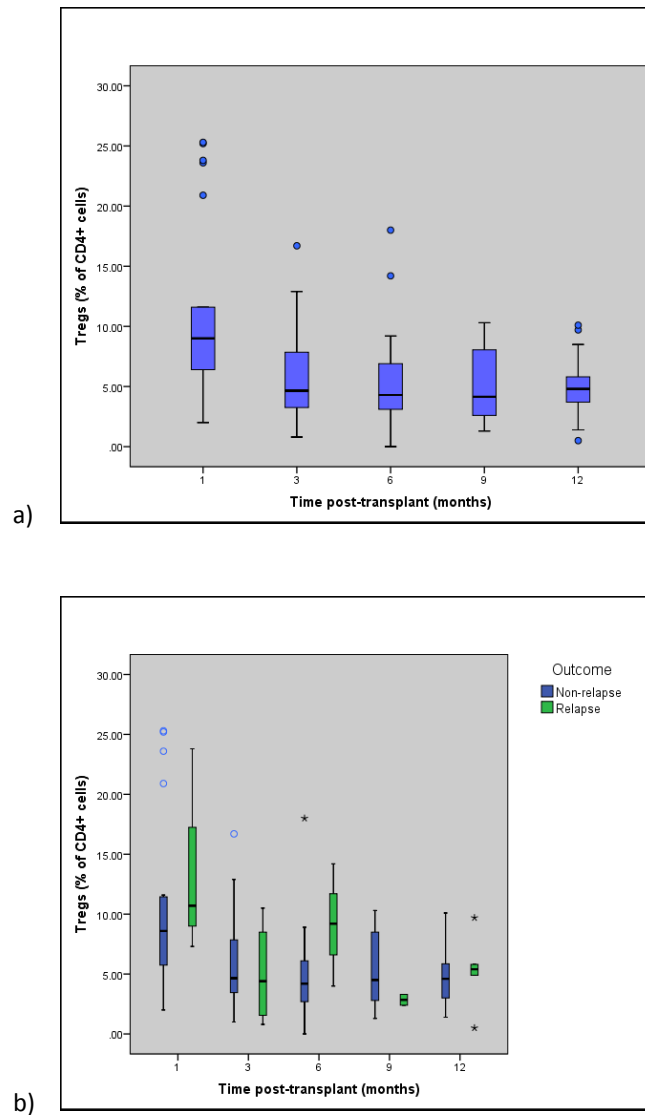 30.00
25.00
20.00
15.00
10.00
5.00
.00
Tregs (% of CD4+ cells)
1 3 6 9 12
Time post-transplant (months)
a)
Outcome
Non-relapse
Relapse
30.00
25.00
20.00
15.00
10.00
5.00
.00
Tregs (% of CD4+ cells)
1 3 6 9 12
Time post-transplant (months)
b)